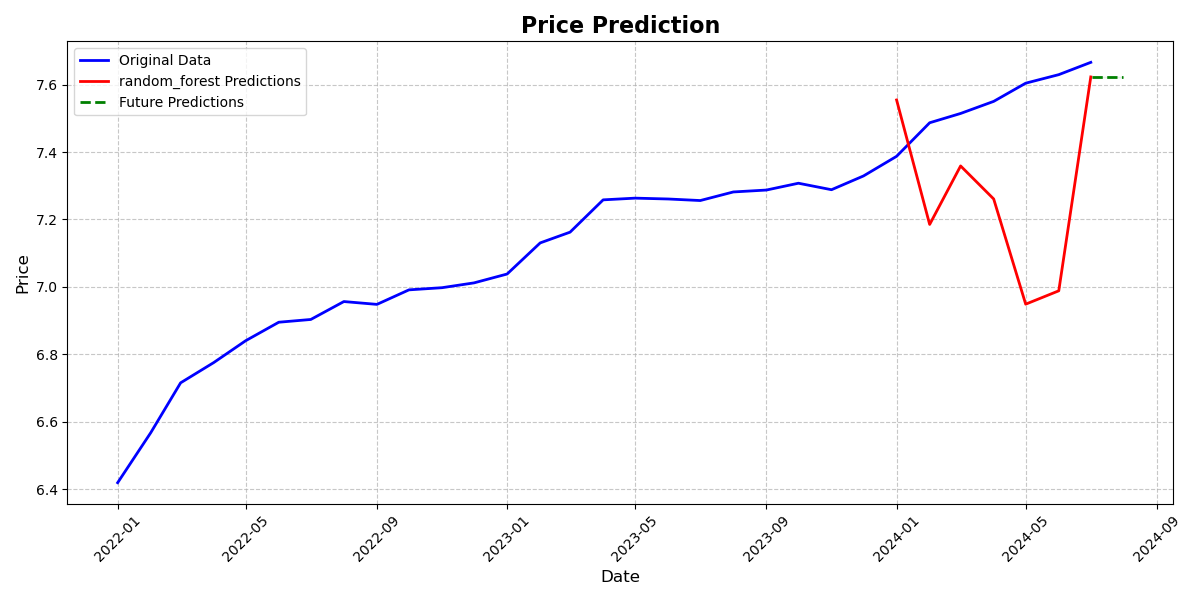 Price Prediction
Original Data
random_forest Predictions
Future Predictions
Price
7.6
7.4
7.2
7.0
6.8
6.6
6.4
2022-01
2022-05
2022-09
2023-01
2023-05
2023-09
2024-01
2024-05
2024-09
Date